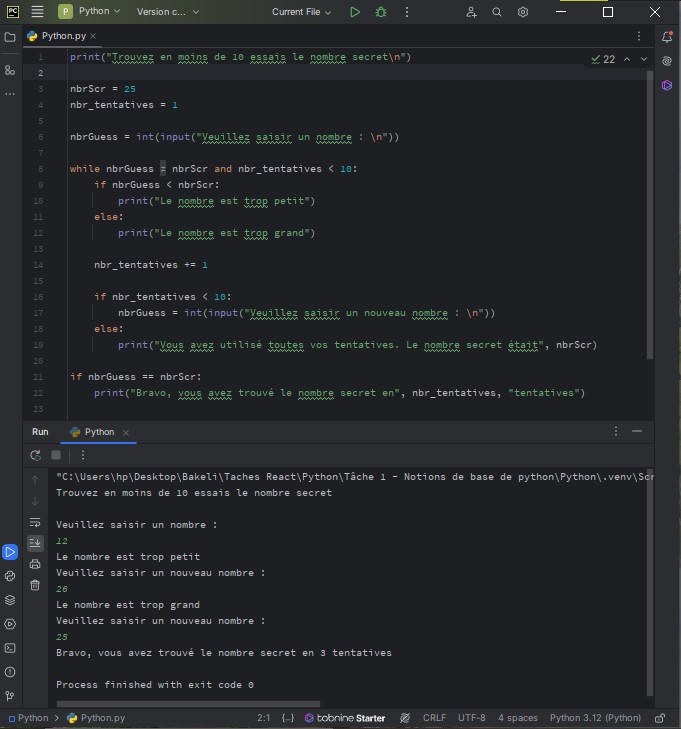 PC P Python Version c... Current File
Python.py
1 print("Trouvez en moins de 10 essais le nombre secret\n") 22
2
3 nbrScr = 25
4 nbr_tentatives = 1
5
6 nbrGuess = int(input("Veuillez saisir un nombre : \n"))
7
8 while nbrGuess ≠ nbrScr and nbr_tentatives < 10:
9 if nbrGuess < nbrScr:
10 print("Le nombre est trop petit")
11 else:
12 print("Le nombre est trop grand")
13
14 nbr_tentatives += 1
15
16 if nbr_tentatives < 10:
17 nbrGuess = int(input("Veuillez saisir un nouveau nombre : \n"))
18 else:
19 print("Vous avez utilisé toutes vos tentatives. Le nombre secret était", nbrScr)
20
21 if nbrGuess == nbrScr:
22 print("Bravo, vous avez trouvé le nombre secret en", nbr_tentatives, "tentatives")
23
Run Python
"C:\Users\hp\Desktop\Bakeli\Taches React\Python\Tâche 1 - Notions de base de python\Python\.venv\Scr
Trouvez en moins de 10 essais le nombre secret
Veuillez saisir un nombre :
12
Le nombre est trop petit
Veuillez saisir un nouveau nombre :
26
Le nombre est trop grand
Veuillez saisir un nouveau nombre :
25
Bravo, vous avez trouvé le nombre secret en 3 tentatives
Process finished with exit code 0
Python > Python.py 2:1 {..} tabnine Starter CRLF UTF-8 4 spaces Python 3.12 (Python)